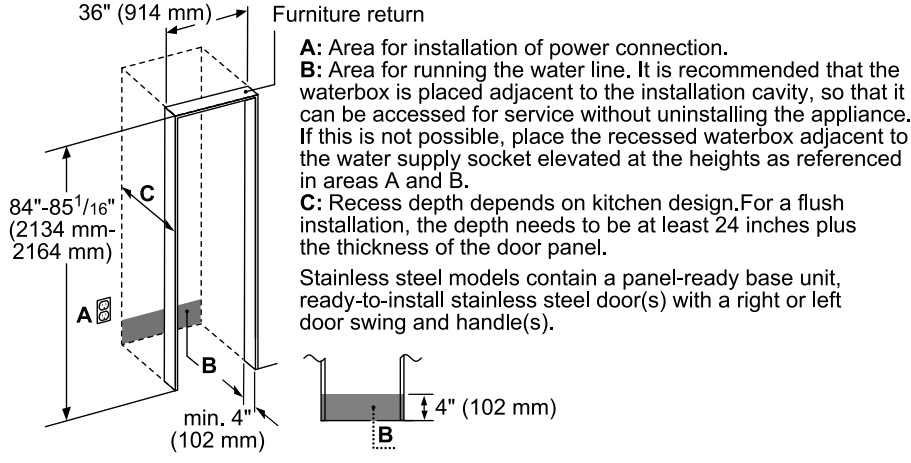 36" (914 mm)
Furniture return
A: Area for installation of power connection.
B: Area for running the water line. It is recommended that the
waterbox is placed adjacent to the installation cavity, so that it
can be accessed for service without uninstalling the appliance.
If this is not possible, place the recessed waterbox adjacent to
the water supply socket elevated at the heights as referenced
in areas A and B.
C: Recess depth depends on kitchen design.For a flush
installation, the depth needs to be at least 24 inches plus
the thickness of the door panel.
Stainless steel models contain a panel-ready base unit,
ready-to-install stainless steel door(s) with a right or left
door swing and handle(s).
C
84"-85 1/16"
(2134 mm-
2164 mm)
A
B
min. 4"
(102 mm)
4" (102 mm)
B